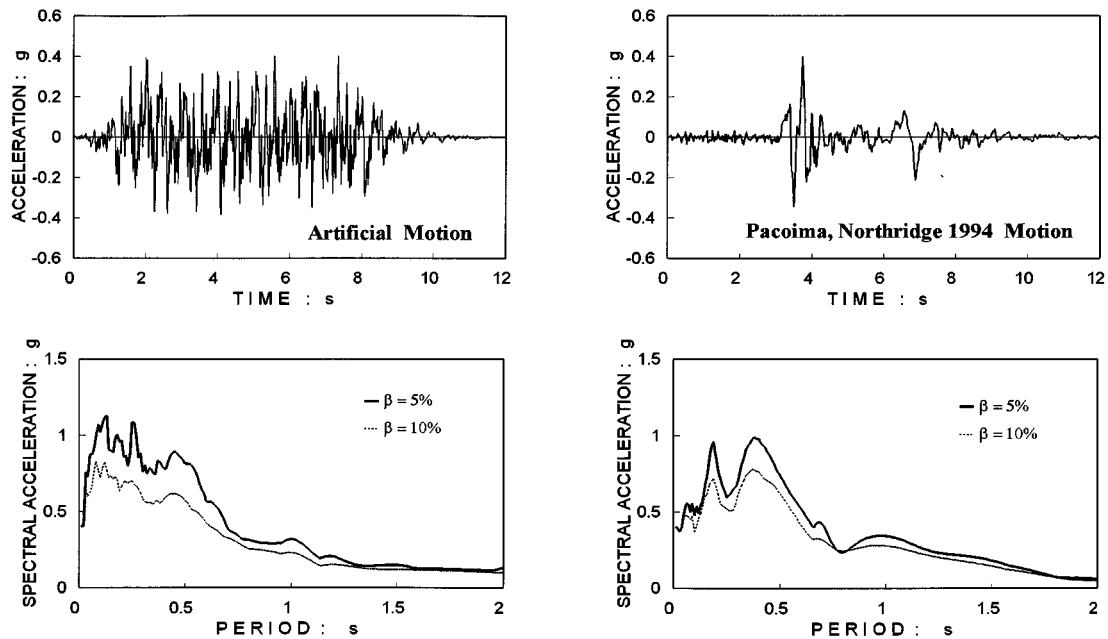 ACCELERATION : g
0.6
0.4
0.2
0
-0.2
-0.4
-0.6
Artificial Motion
0 2 4 6 8 10 12
TIME : s
ACCELERATION : g
0.6
0.4
0.2
0
-0.2
-0.4
-0.6
Pacoima, Northridge 1994 Motion
0 2 4 6 8 10 12
TIME : s
SPECTRAL ACCELERATION : g
1.5
1
0.5
0
β = 5%
β = 10%
0 0.5 1 1.5 2
PERIOD : s
SPECTRAL ACCELERATION : g
1.5
1
0.5
0
β = 5%
β = 10%
0 0.5 1 1.5 2
PERIOD : s